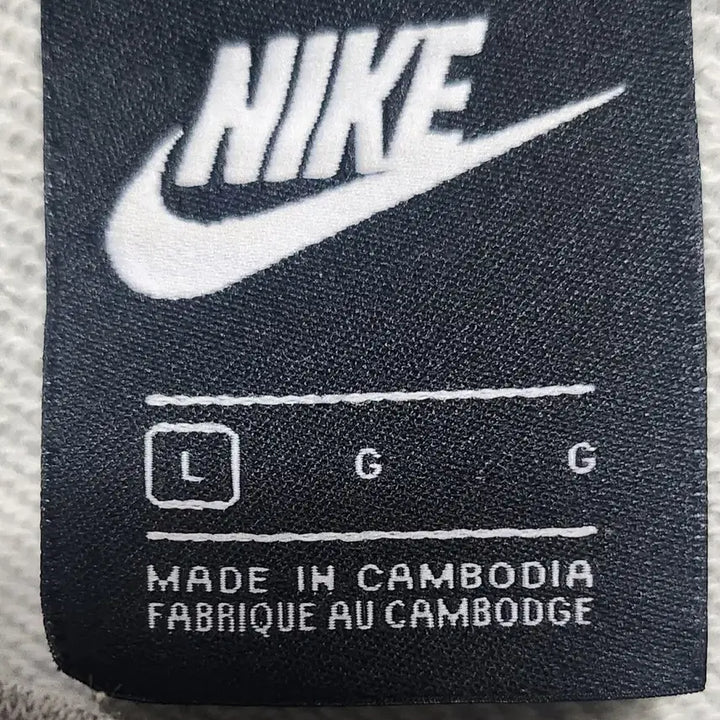 NIKE
L G G
MADE IN CAMBODIA
FABRIQUE AU CAMBODGE